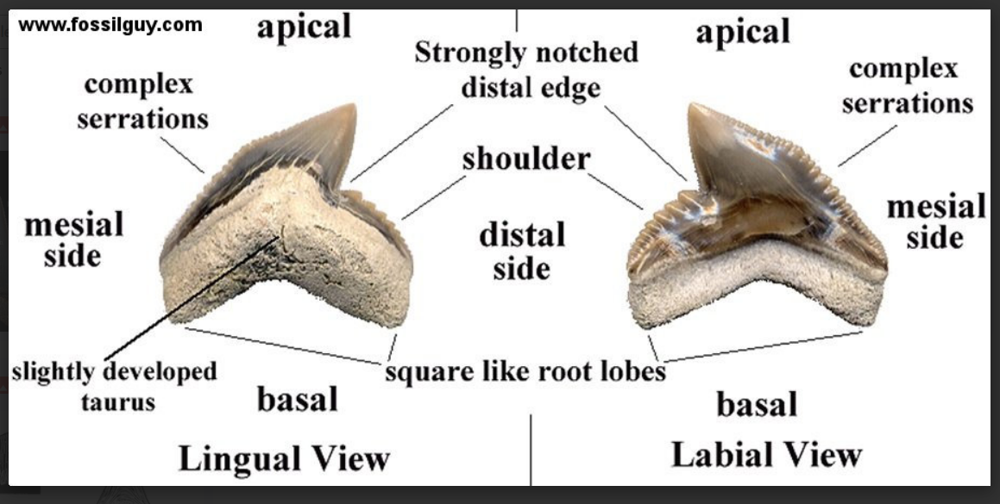 www.fossilguy.com
apical
apical
Strongly notched
distal edge
complex
serrations
complex
serrations
shoulder
mesial
side
distal
side
mesial
side
slightly developed
taurus
square like root lobes
basal
basal
Lingual View
Labial View